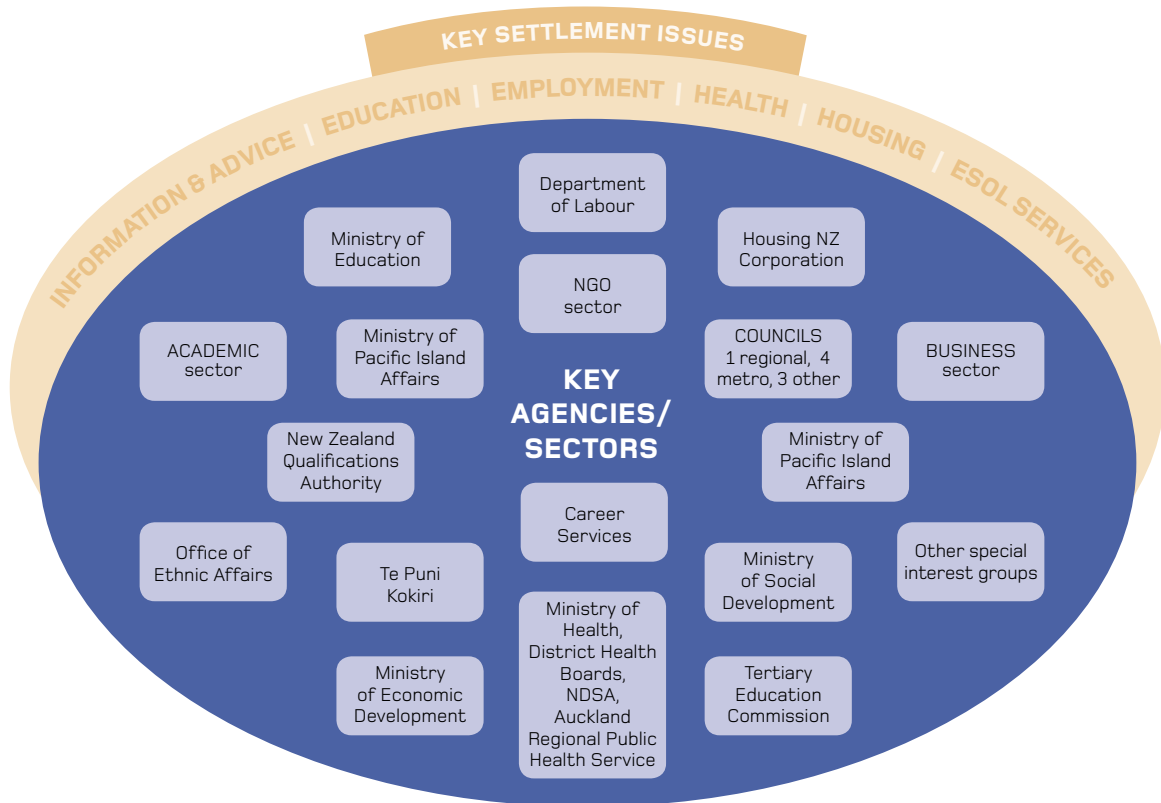 KEY SETTLEMENT ISSUES
INFORMATION & ADVICE | EDUCATION | EMPLOYMENT | HEALTH | HOUSING | ESOL SERVICES
Department
of Labour
Ministry of
Education
Housing NZ
Corporation
NGO
sector
ACADEMIC
sector
Ministry of
Pacific Island
Affairs
COUNCILS
1 regional, 4
metro, 3 other
BUSINESS
sector
KEY
AGENCIES/
SECTORS
New Zealand
Qualifications
Authority
Ministry of
Pacific Island
Affairs
Career
Services
Office of
Ethnic Affairs
Te Puni
Kokiri
Ministry
of Social
Development
Other special
interest groups
Ministry of
Health,
District Health
Boards,
NDSA,
Auckland
Regional Public
Health Service
Ministry
of Economic
Development
Tertiary
Education
Commission